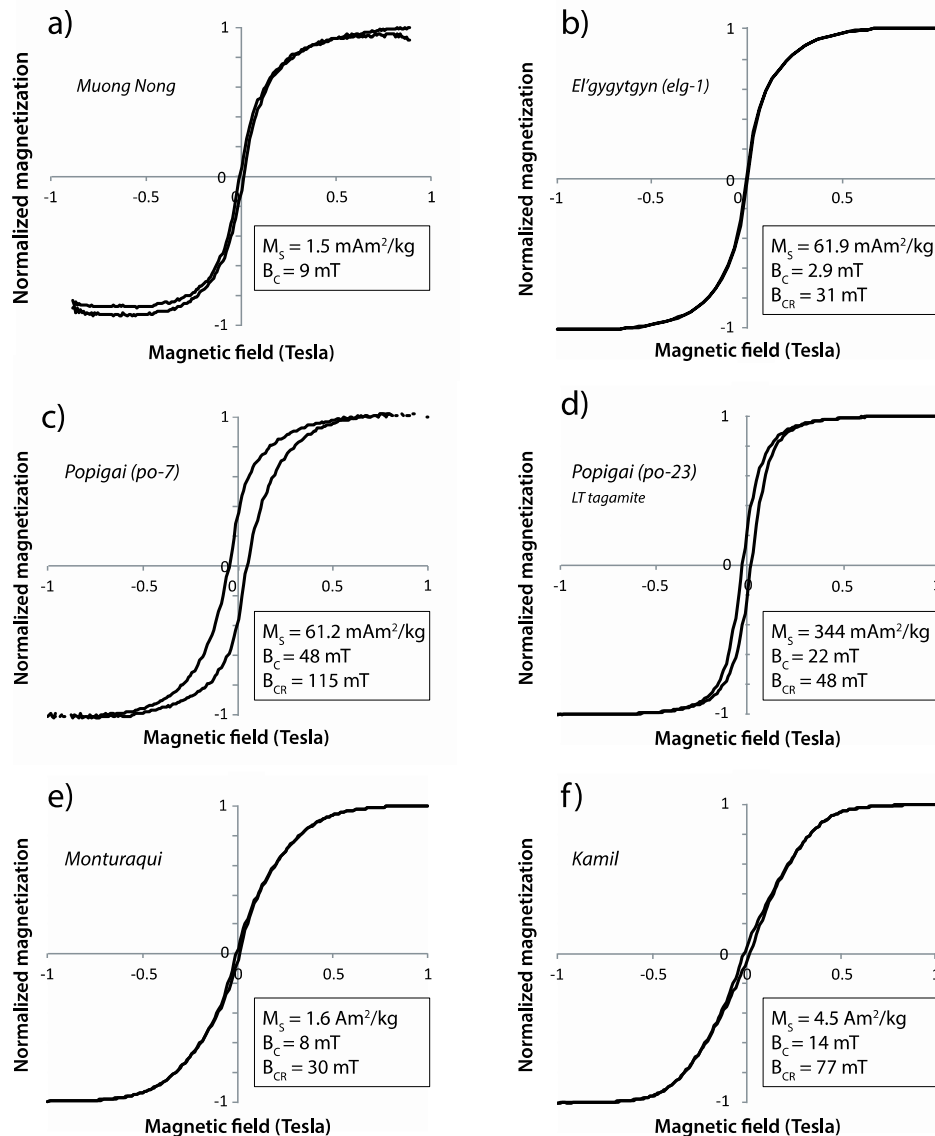 a)
Muong Nong
Normalized magnetization
1
0
-1
-0.5
0
0.5
1
-1
M_S = 1.5 mAm²/kg
B_C = 9 mT
Magnetic field (Tesla)
b)
El'gygytgyn (elg-1)
Normalized magnetization
1
0
-1
-0.5
0
0.5
-1
M_S = 61.9 mAm²/kg
B_C = 2.9 mT
B_CR = 31 mT
Magnetic field (Tesla)
c)
Popigai (po-7)
Normalized magnetization
1
0
-1
-0.5
0
0.5
1
-1
M_S = 61.2 mAm²/kg
B_C = 48 mT
B_CR = 115 mT
Magnetic field (Tesla)
d)
Popigai (po-23)
LT tagamite
Normalized magnetization
1
0
-1
-0.5
0
0.5
1
-1
M_S = 344 mAm²/kg
B_C = 22 mT
B_CR = 48 mT
Magnetic field (Tesla)
e)
Monturaqui
Normalized magnetization
1
0
-1
-0.5
0
0.5
1
-1
M_S = 1.6 Am²/kg
B_C = 8 mT
B_CR = 30 mT
Magnetic field (Tesla)
f)
Kamil
Normalized magnetization
1
0
-1
-0.5
0
0.5
1
-1
M_S = 4.5 Am²/kg
B_C = 14 mT
B_CR = 77 mT
Magnetic field (Tesla)